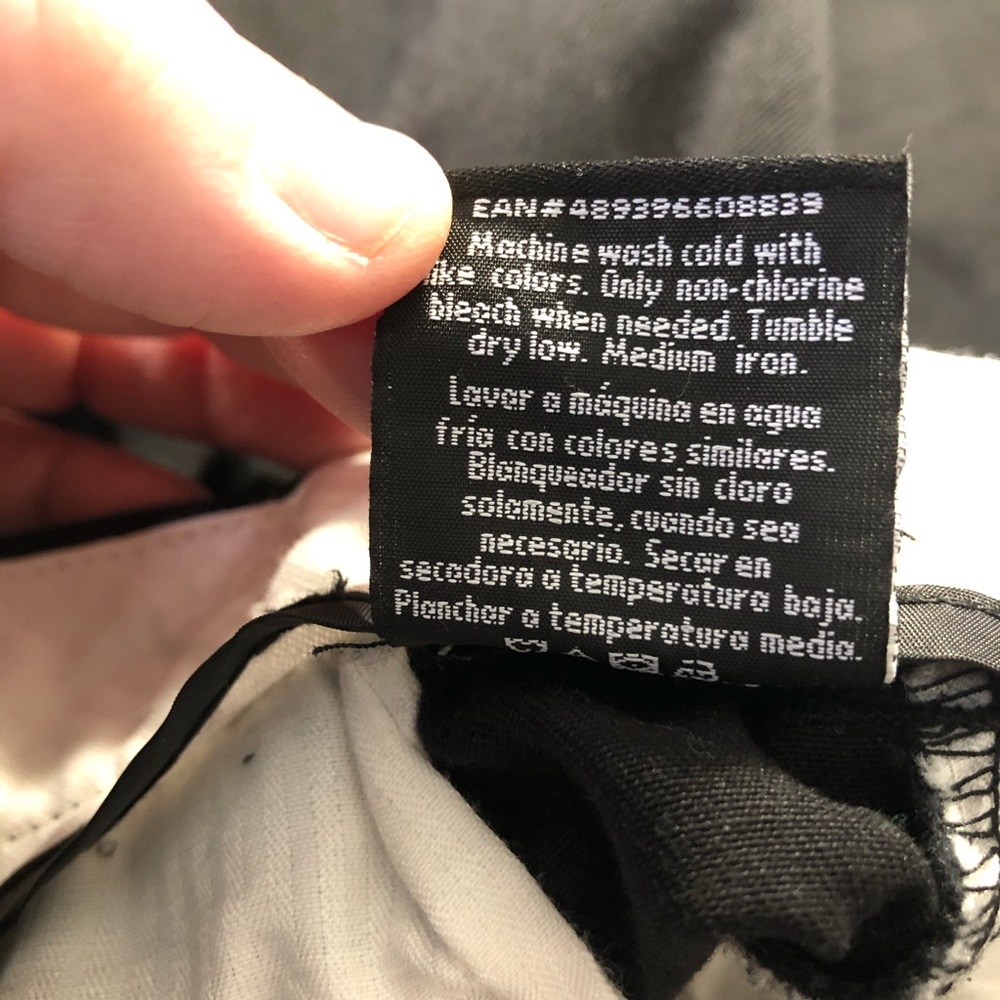 EAN#489396608839
Machine wash cold with
like colors. Only non-chlorine
bleach when needed. Tumble
dry low. Medium iron.
Lavar a máquina en agua
fría con colores similares.
Blanqueador sin cloro
solamente, cuando sea
necesario. Secar en
secadora a temperatura baja.
Planchar a temperatura media.